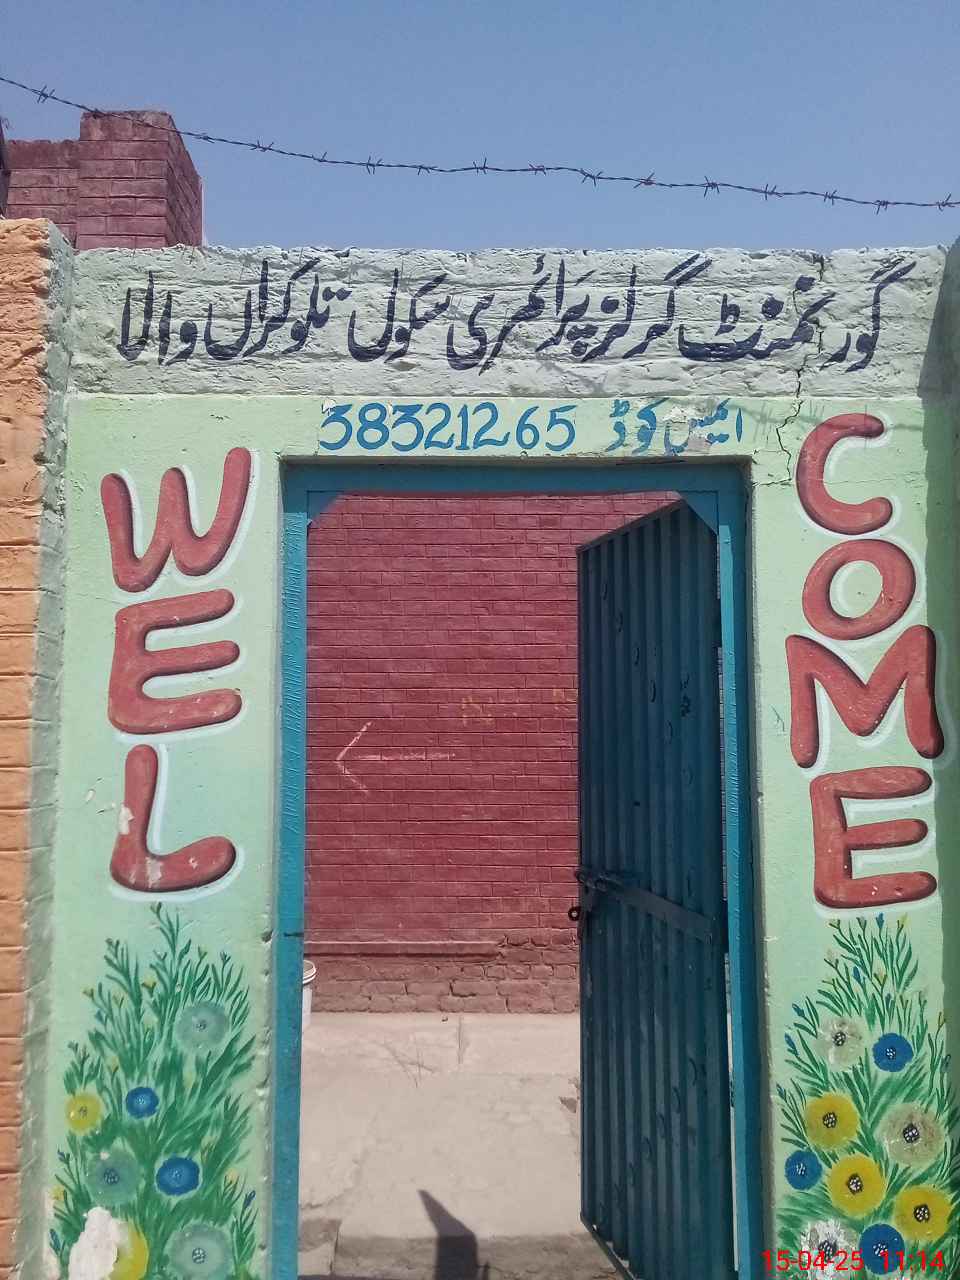 گورنمنٹ گرلز پرائمری سکول تلوکراں والا
38321265 ایمس کوڈ
WEL
COME
15-04-25 11:14